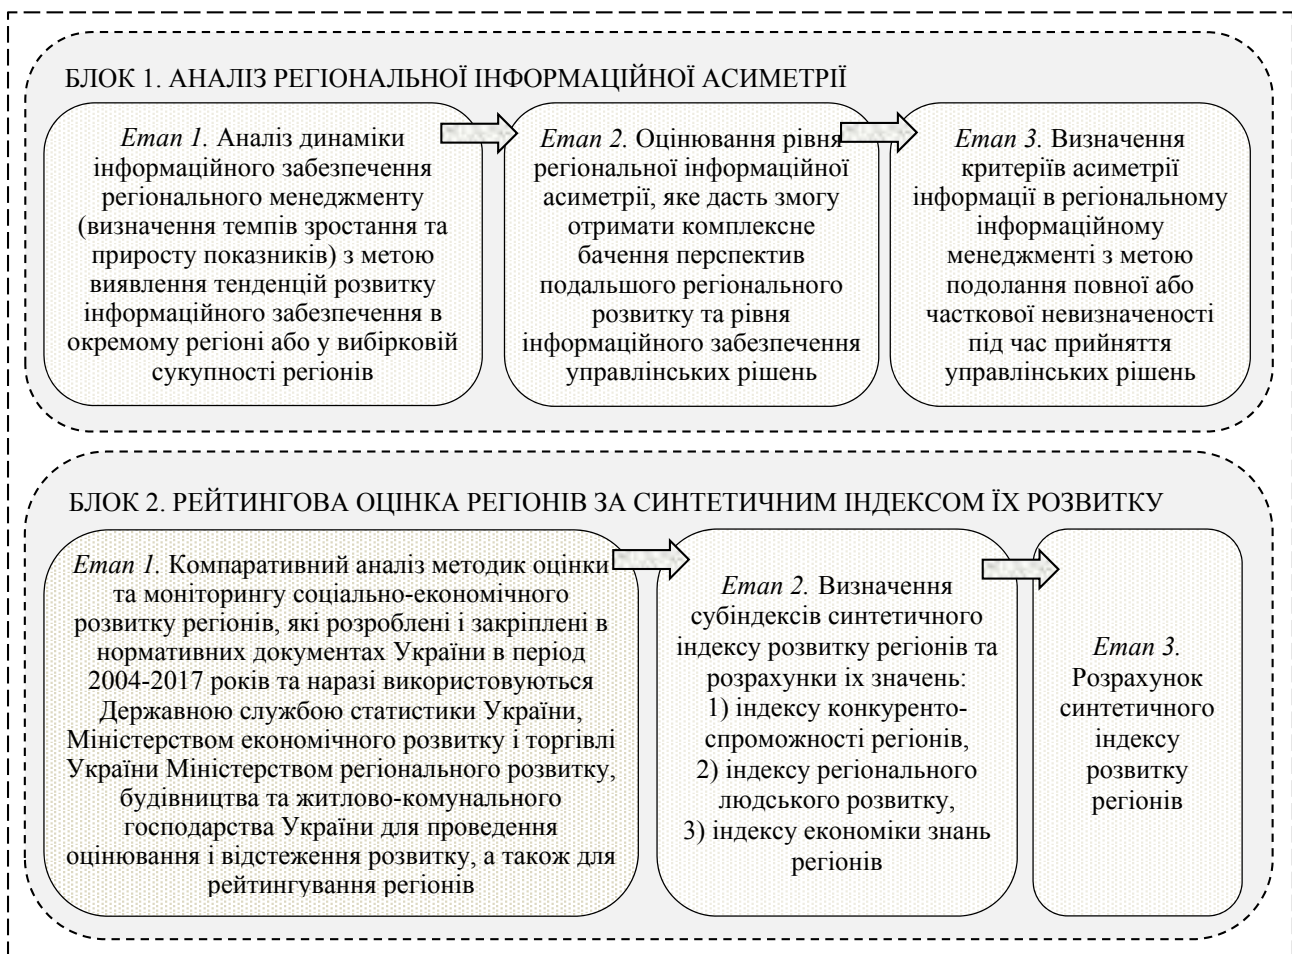 БЛОК 1. АНАЛІЗ РЕГІОНАЛЬНОЇ ІНФОРМАЦІЙНОЇ АСИМЕТРІЇ
Етап 1. Аналіз динаміки
інформаційного забезпечення
регіонального менеджменту
(визначення темпів зростання та
приросту показників) з метою
виявлення тенденцій розвитку
інформаційного забезпечення в
окремому регіоні або у вибірковій
сукупності регіонів
Етап 2. Оцінювання рівня
регіональної інформаційної
асиметрії, яке дасть змогу
отримати комплексне
бачення перспектив
подальшого регіонального
розвитку та рівня
інформаційного забезпечення
управлінських рішень
Етап 3. Визначення
критеріїв асиметрії
інформації в регіональному
інформаційному
менеджменті з метою
подолання повної або
часткової невизначеності
під час прийняття
управлінських рішень
БЛОК 2. РЕЙТИНГОВА ОЦІНКА РЕГІОНІВ ЗА СИНТЕТИЧНИМ ІНДЕКСОМ ЇХ РОЗВИТКУ
Етап 1. Компаративний аналіз методик оцінки
та моніторингу соціально-економічного
розвитку регіонів, які розроблені і закріплені в
нормативних документах України в період
2004-2017 років та наразі використовуються
Державною службою статистики України,
Міністерством економічного розвитку і торгівлі
України Міністерством регіонального розвитку,
будівництва та житлово-комунального
господарства України для проведення
оцінювання і відстеження розвитку, а також для
рейтингування регіонів
Етап 2. Визначення
субіндексів синтетичного
індексу розвитку регіонів та
розрахунки їх значень:
1) індексу конкуренто-
спроможності регіонів,
2) індексу регіонального
людського розвитку,
3) індексу економіки знань
регіонів
Етап 3.
Розрахунок
синтетичного
індексу
розвитку
регіонів